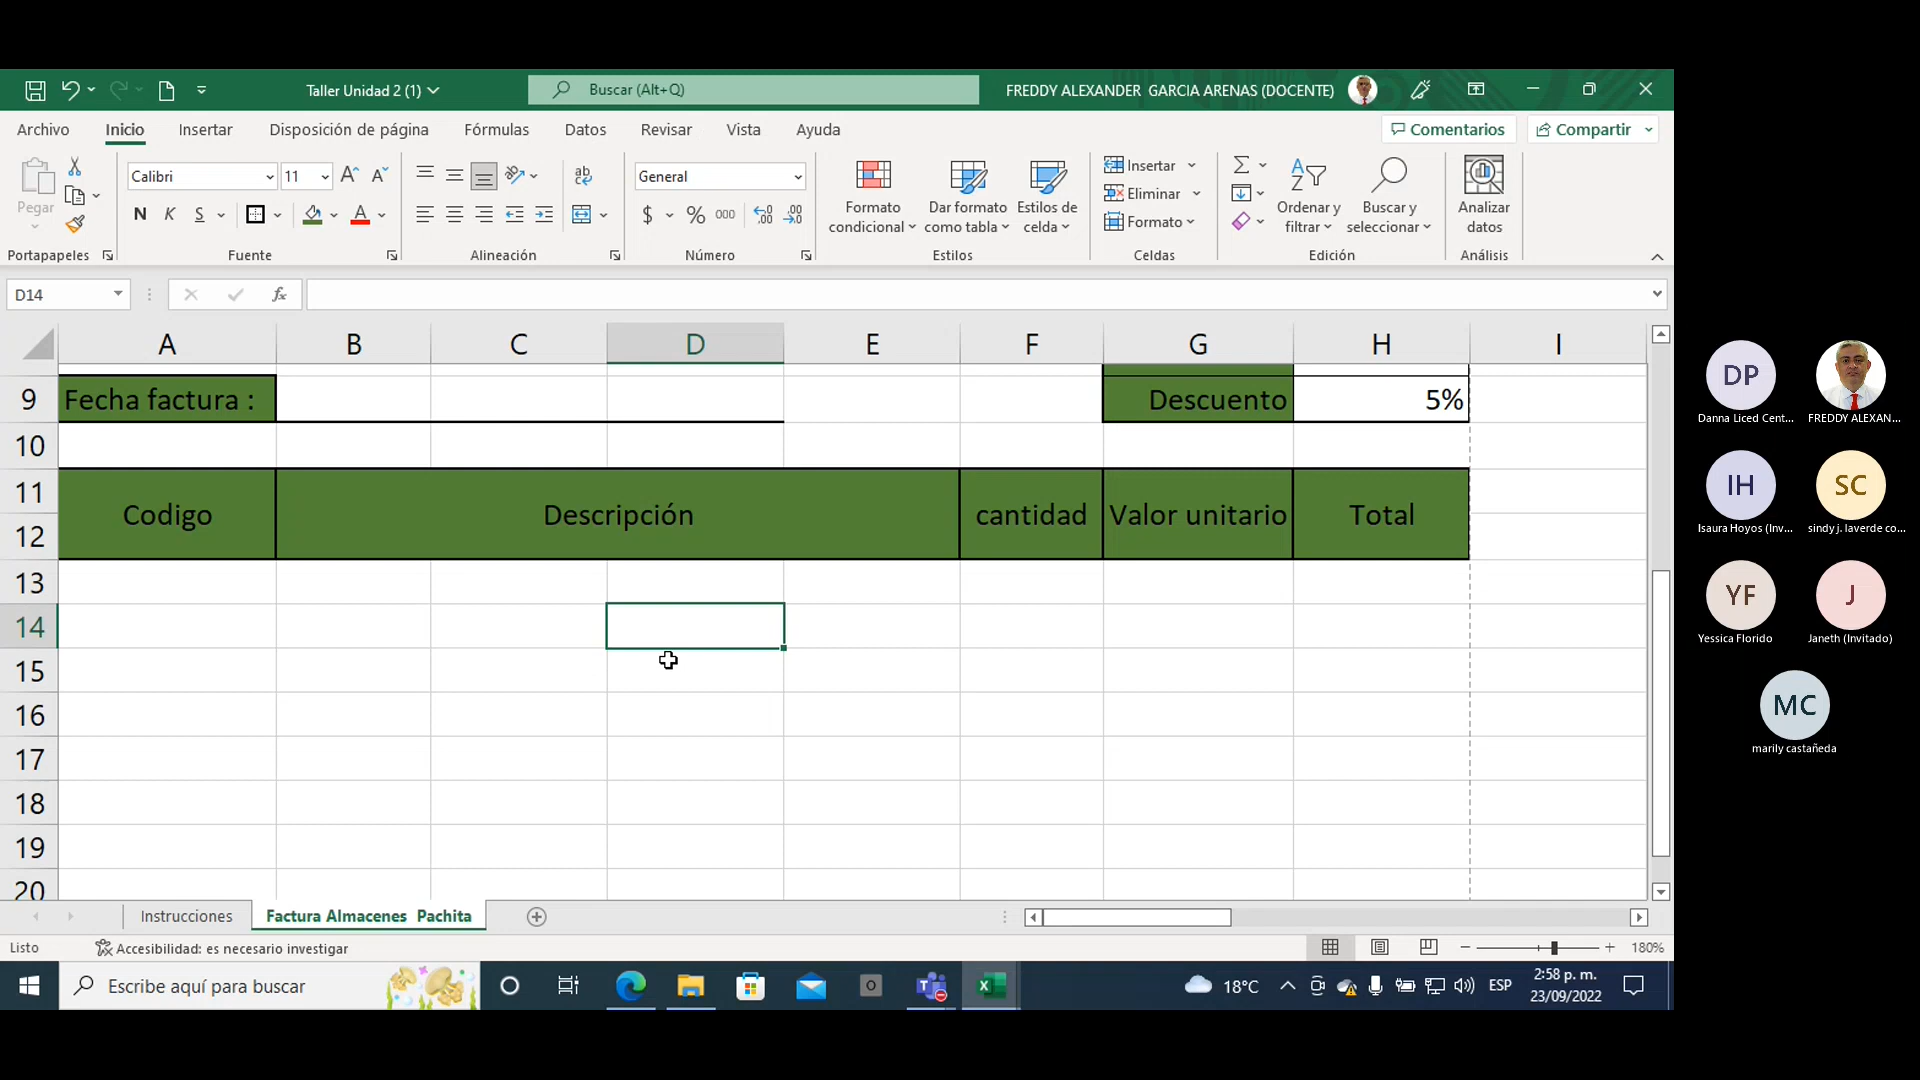 Taller Unidad 2 (1)
Buscar (Alt+Q)
FREDDY ALEXANDER GARCIA ARENAS (DOCENTE)
Archivo Inicio Insertar Disposición de página Fórmulas Datos Revisar Vista Ayuda
Comentarios
Compartir
Pegar
Portapapeles
Calibri 11
N K S
Fuente
Alineación
General
$ % 000
Número
Formato condicional
Dar formato como tabla
Estilos de celda
Estilos
Insertar
Eliminar
Formato
Celdas
Ordenar y filtrar
Buscar y seleccionar
Edición
Analizar datos
Análisis
D14
fx
A B C D E F G H I
9 Fecha factura : Descuento 5%
10
11
12
Codigo Descripción cantidad Valor unitario Total
13
14
15
16
17
18
19
20
Instrucciones
Factura Almacenes Pachita
Listo
Accesibilidad: es necesario investigar
180%
Escribe aquí para buscar
18°C
ESP
2:58 p. m.
23/09/2022
DP
Danna Liced Cent...
FREDDY ALEXAN...
IH
Isaura Hoyos (Inv...
SC
sindy j. laverde co...
YF
Yessica Florido
J
Janeth (Invitado)
MC
marily castañeda